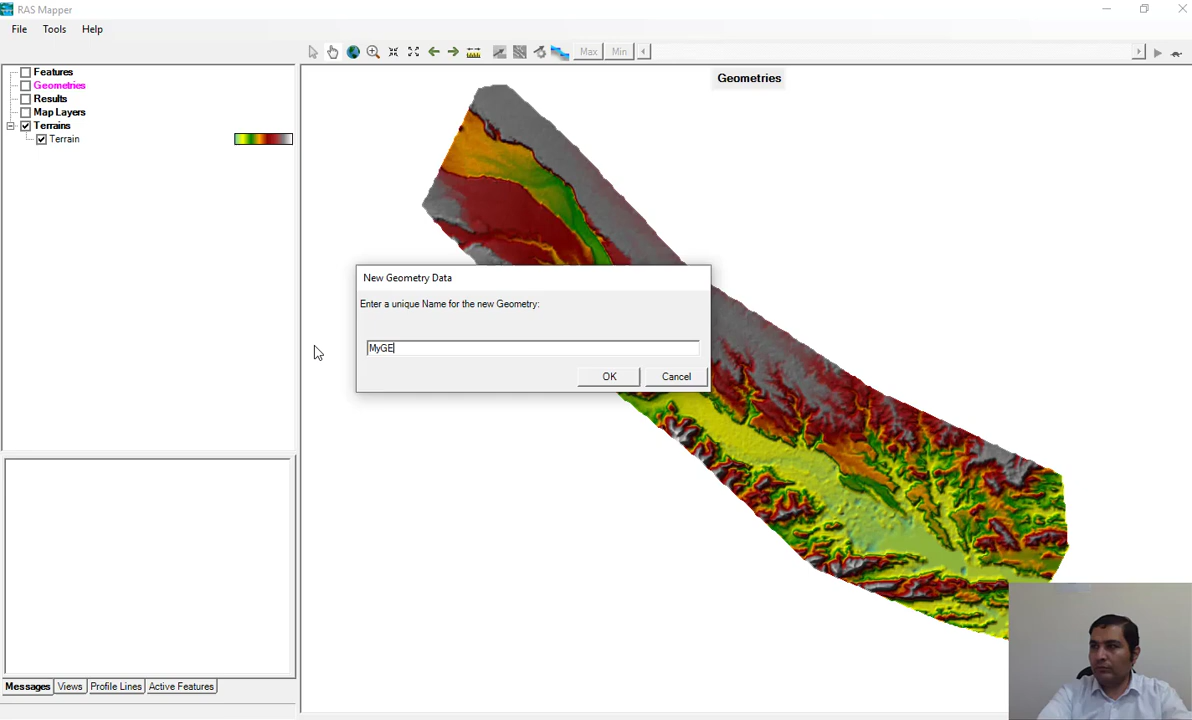 RAS Mapper
File Tools Help
Max Min
Features
Geometries
Results
Map Layers
Terrains
Terrain
Geometries
New Geometry Data
Enter a unique Name for the new Geometry:
MyGE
OK Cancel
Messages Views Profile Lines Active Features